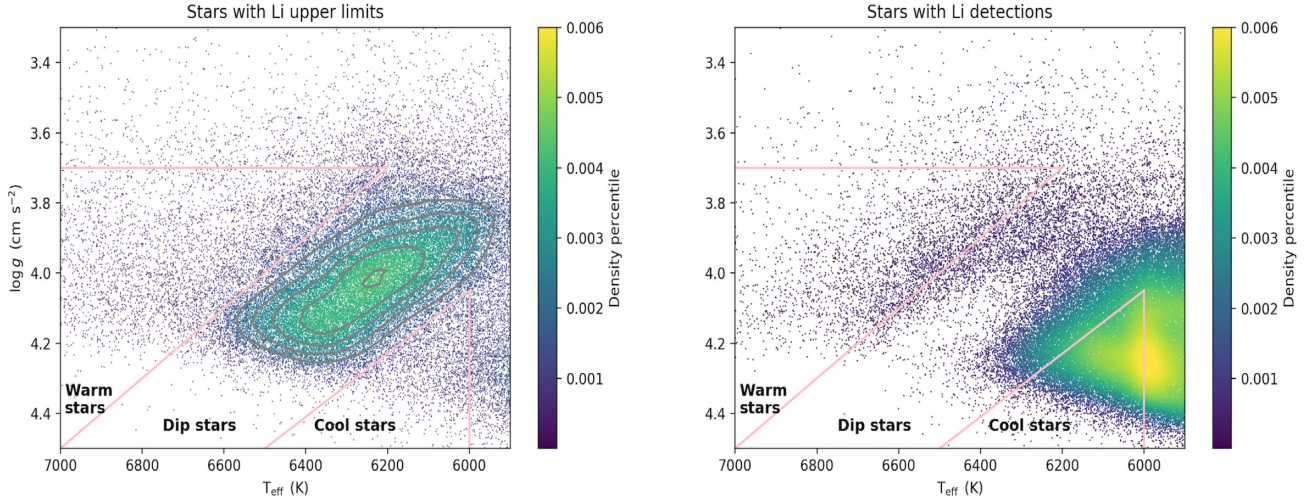 Stars with Li upper limits
3.4
3.6
3.8
4.0
4.2
4.4
log g (cm s⁻²)
Warm
stars
Dip stars
Cool stars
7000 6800 6600 6400 6200 6000
T_eff (K)
0.006
0.005
0.004
0.003
0.002
0.001
Density percentile
Stars with Li detections
3.4
3.6
3.8
4.0
4.2
4.4
Warm
stars
Dip stars
Cool stars
7000 6800 6600 6400 6200 6000
T_eff (K)
0.006
0.005
0.004
0.003
0.002
0.001
Density percentile